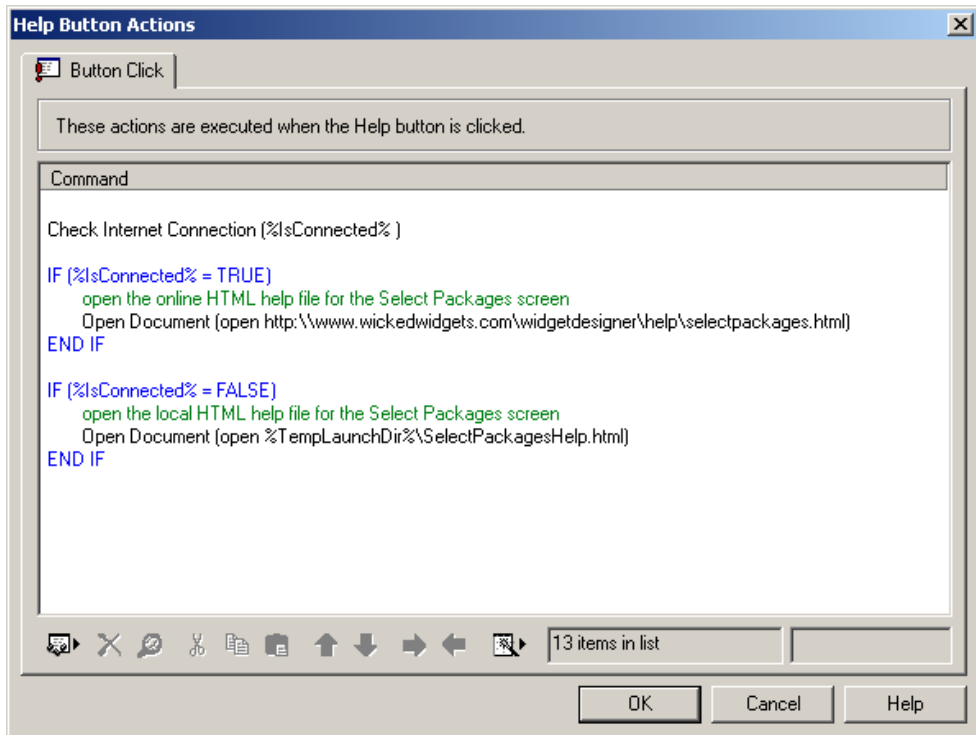 Help Button Actions
Button Click
These actions are executed when the Help button is clicked.
Command
Check Internet Connection (%IsConnected% )
IF (%IsConnected% = TRUE)
open the online HTML help file for the Select Packages screen
Open Document (open http:\\www.wickedwidgets.com\widgetdesigner\help\selectpackages.html)
END IF
IF (%IsConnected% = FALSE)
open the local HTML help file for the Select Packages screen
Open Document (open %TempLaunchDir%\SelectPackagesHelp.html)
END IF
13 items in list
OK Cancel Help